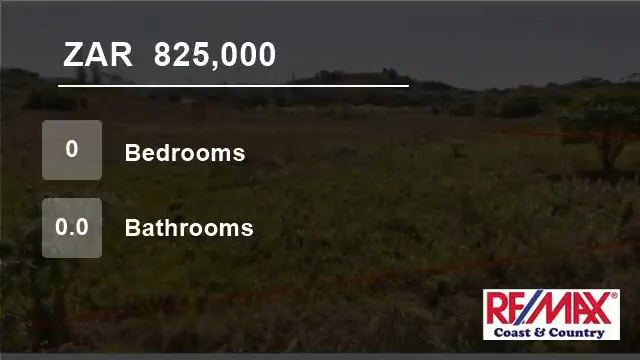 ZAR 825,000
0 Bedrooms
0.0 Bathrooms
RE/MAX®
Coast & Country